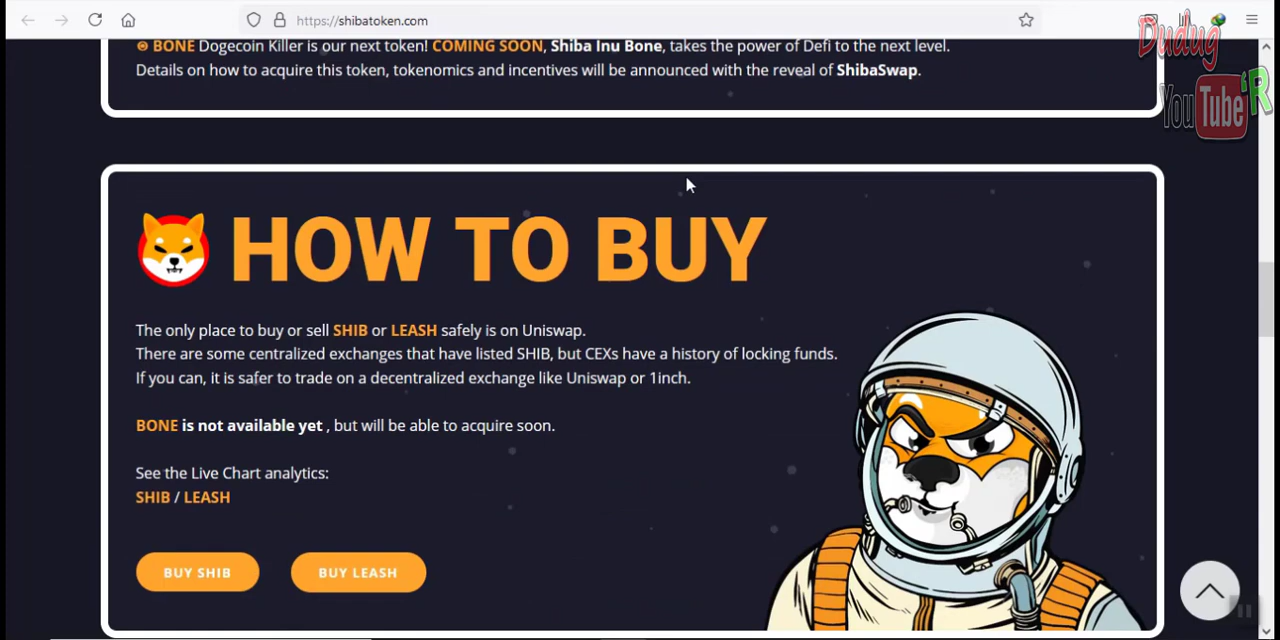 https://shibatoken.com
BONE Dogecoin Killer is our next token! COMING SOON, Shiba Inu Bone, takes the power of Defi to the next level.
Details on how to acquire this token, tokenomics and incentives will be announced with the reveal of ShibaSwap.
Dudug
YouTube'R
HOW TO BUY
The only place to buy or sell SHIB or LEASH safely is on Uniswap.
There are some centralized exchanges that have listed SHIB, but CEXs have a history of locking funds.
If you can, it is safer to trade on a decentralized exchange like Uniswap or 1inch.
BONE is not available yet , but will be able to acquire soon.
See the Live Chart analytics:
SHIB / LEASH
BUY SHIB
BUY LEASH